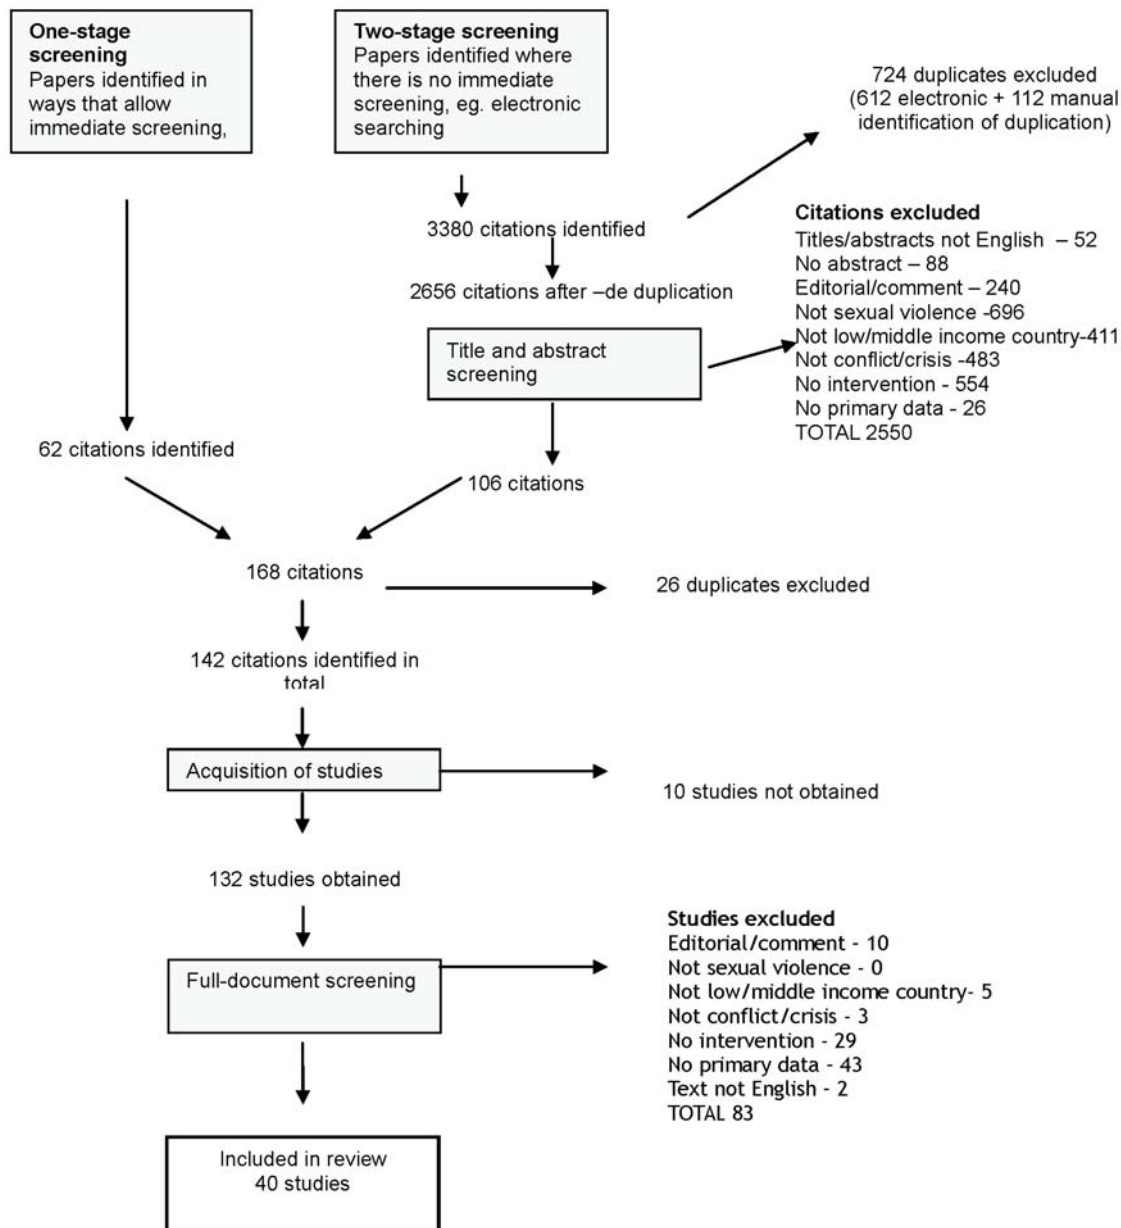 One-stage
screening
Papers identified in
ways that allow
immediate screening,
Two-stage screening
Papers identified where
there is no immediate
screening, eg. electronic
searching
724 duplicates excluded
(612 electronic + 112 manual
identification of duplication)
3380 citations identified
2656 citations after –de duplication
Title and abstract
screening
Citations excluded
Titles/abstracts not English – 52
No abstract – 88
Editorial/comment – 240
Not sexual violence -696
Not low/middle income country-411
Not conflict/crisis -483
No intervention - 554
No primary data - 26
TOTAL 2550
62 citations identified
106 citations
168 citations
26 duplicates excluded
142 citations identified in
total
Acquisition of studies
10 studies not obtained
132 studies obtained
Full-document screening
Studies excluded
Editorial/comment - 10
Not sexual violence - 0
Not low/middle income country- 5
Not conflict/crisis - 3
No intervention - 29
No primary data - 43
Text not English - 2
TOTAL 83
Included in review
40 studies